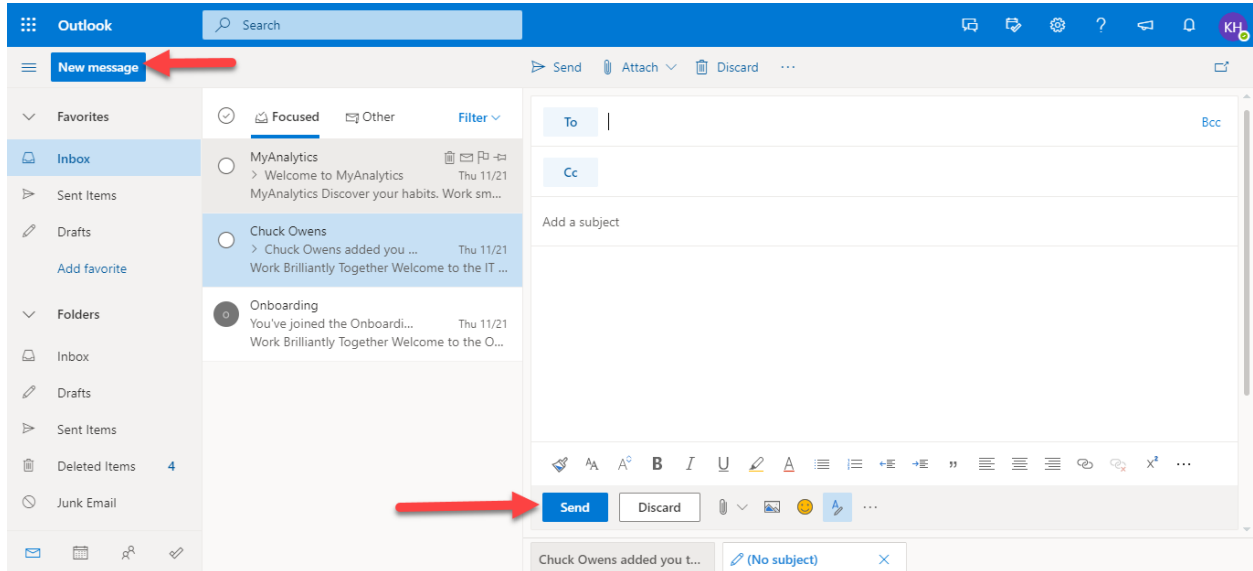 Outlook
Search
KH
New message
Send Attach Discard ···
Favorites
Inbox
Sent Items
Drafts
Add favorite
Folders
Inbox
Drafts
Sent Items
Deleted Items 4
Junk Email
Focused Other Filter
MyAnalytics
> Welcome to MyAnalytics Thu 11/21
MyAnalytics Discover your habits. Work sm...
Chuck Owens
> Chuck Owens added you ... Thu 11/21
Work Brilliantly Together Welcome to the IT ...
O
Onboarding
You've joined the Onboardi... Thu 11/21
Work Brilliantly Together Welcome to the O...
To Bcc
Cc
Add a subject
B I U A x²
Send Discard ···
Chuck Owens added you t... (No subject)